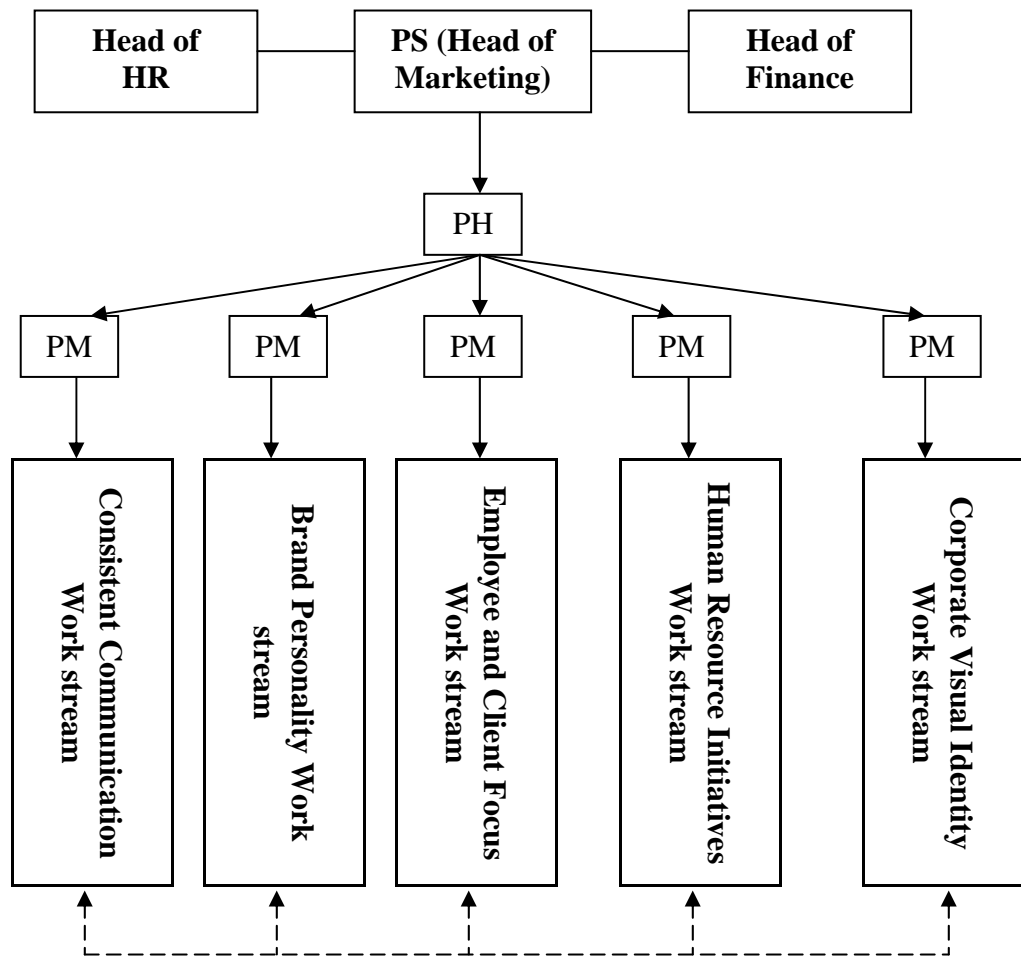 Head of
HR
PS (Head of
Marketing)
Head of
Finance
PH
PM
PM
PM
PM
PM
Consistent Communication
Work stream
Brand Personality Work
stream
Employee and Client Focus
Work stream
Human Resource Initiatives
Work stream
Corporate Visual Identity
Work stream